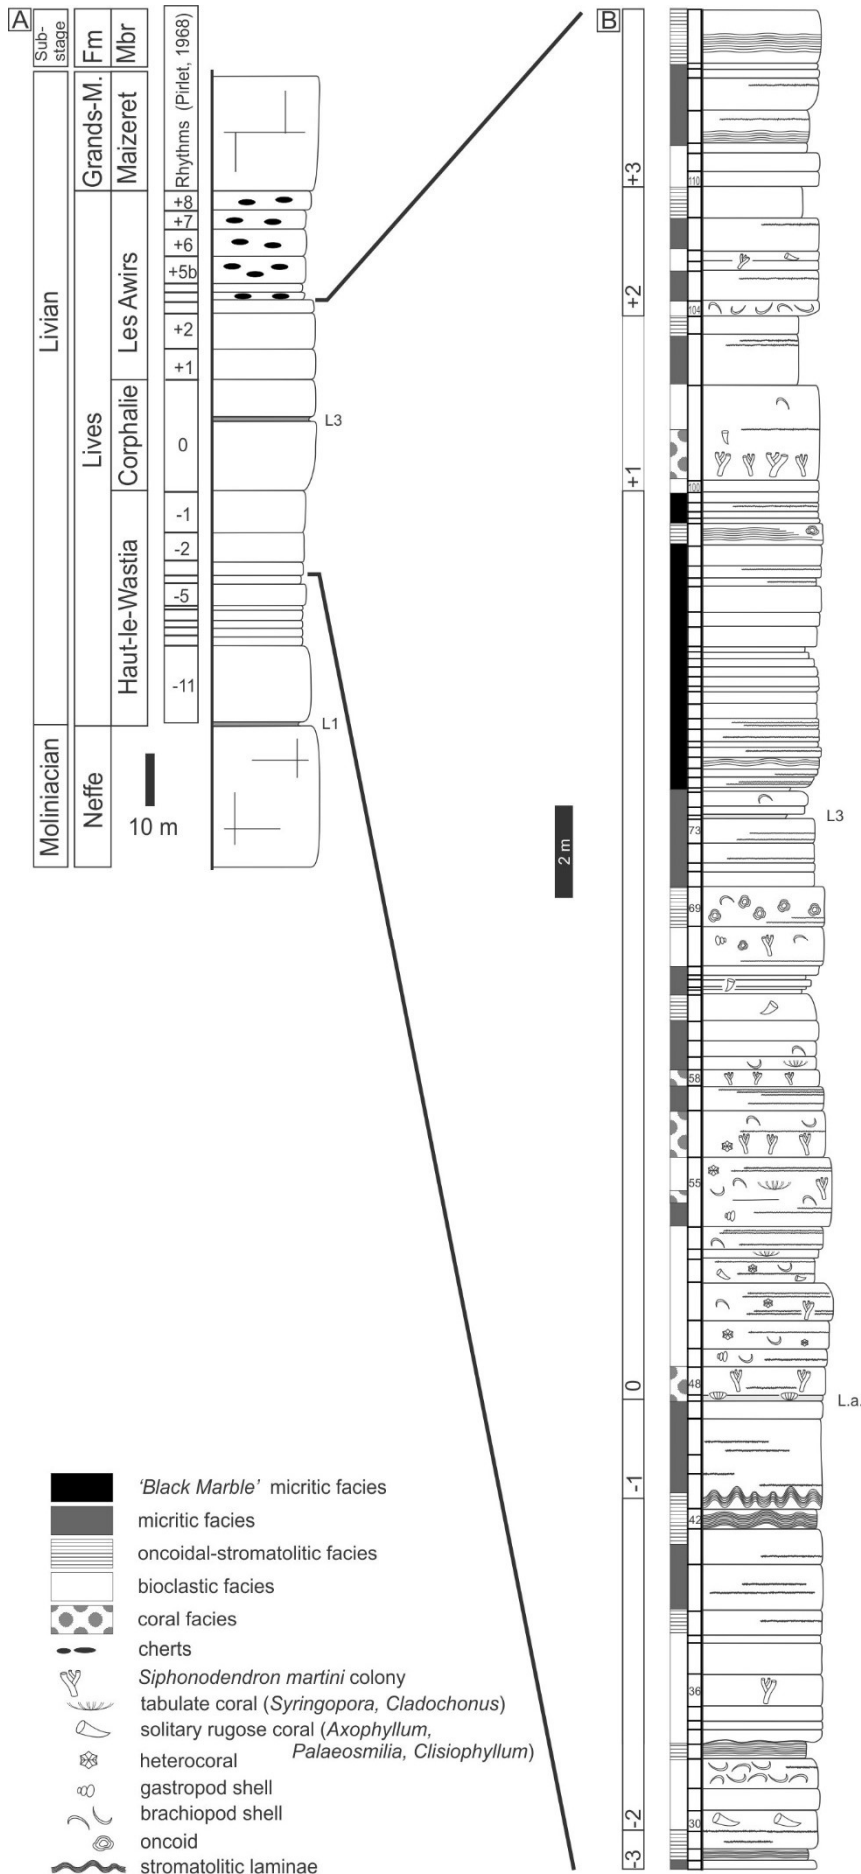 A
Sub-
stage
Fm
Mbr
Rhythms (Pirlet, 1968)
Livian
Moliniacian
Grands-M.
Lives
Neffe
Maizeret
Les Awirs
Corphalie
Haut-le-Wastia
+8
+7
+6
+5b
+2
+1
0
-1
-2
-5
-11
L3
L1
10 m
B
+3
+2
+1
0
-1
-2
-3
2 m
110
104
100
73
69
58
55
48
42
36
30
L3
L.a.
'Black Marble' micritic facies
micritic facies
oncoidal-stromatolitic facies
bioclastic facies
coral facies
cherts
Siphonodendron martini colony
tabulate coral (Syringopora, Cladochonus)
solitary rugose coral (Axophyllum,
Palaeosmilia, Clisiophyllum)
heterocoral
gastropod shell
brachiopod shell
oncoid
stromatolitic laminae